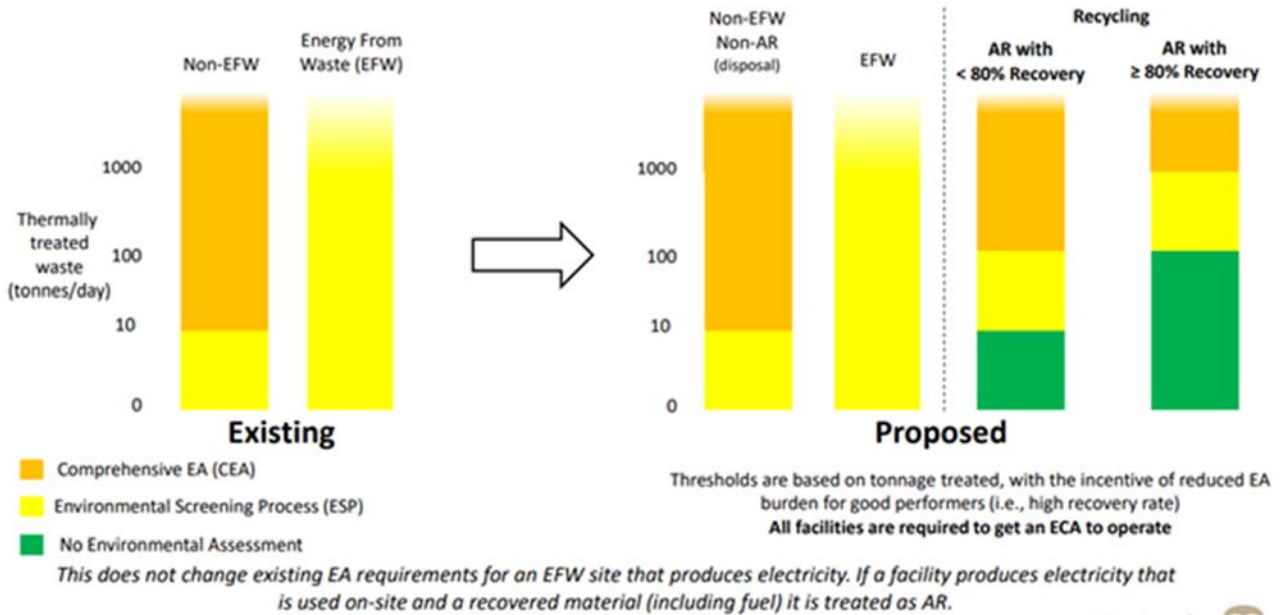 Non-EFW
Energy From
Waste (EFW)
1000
Thermally
treated
waste
(tonnes/day)
100
10
0
Existing
Comprehensive EA (CEA)
Environmental Screening Process (ESP)
No Environmental Assessment
Non-EFW
Non-AR
(disposal)
EFW
Recycling
AR with
< 80% Recovery
AR with
≥ 80% Recovery
1000
100
10
0
Proposed
Thresholds are based on tonnage treated, with the incentive of reduced EA
burden for good performers (i.e., high recovery rate)
All facilities are required to get an ECA to operate
This does not change existing EA requirements for an EFW site that produces electricity. If a facility produces electricity that
is used on-site and a recovered material (including fuel) it is treated as AR.